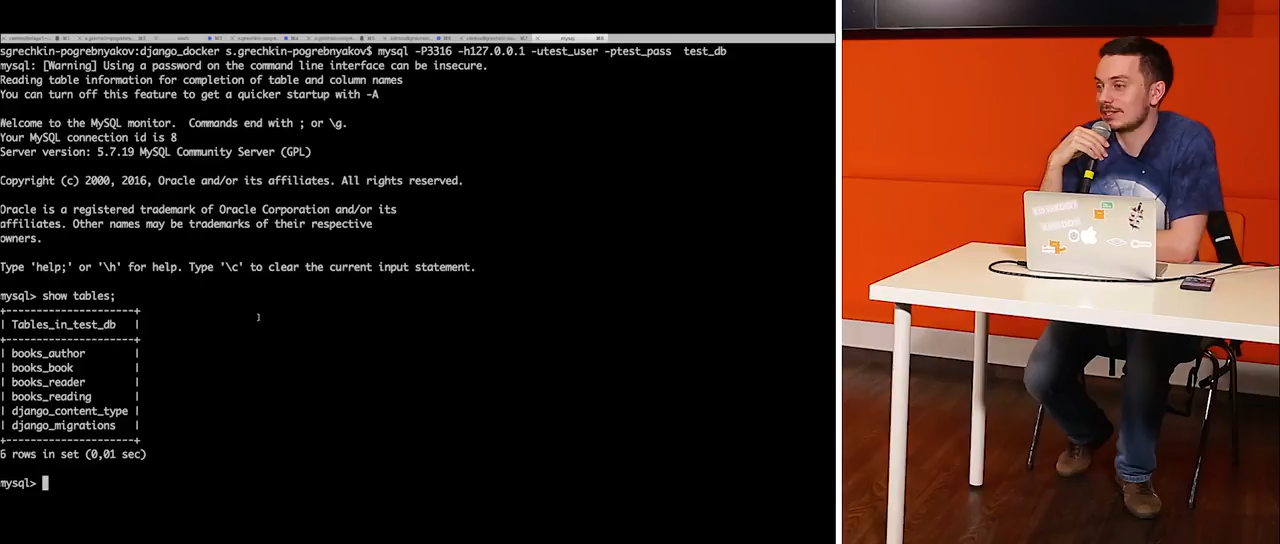 mysql
sgrechkin-pogrebnyakov:django_docker s.grechkin-pogrebnyakov$ mysql -P3316 -h127.0.0.1 -utest_user -ptest_pass  test_db
mysql: [Warning] Using a password on the command line interface can be insecure.
Reading table information for completion of table and column names
You can turn off this feature to get a quicker startup with -A
Welcome to the MySQL monitor.  Commands end with ; or \g.
Your MySQL connection id is 8
Server version: 5.7.19 MySQL Community Server (GPL)
Copyright (c) 2000, 2016, Oracle and/or its affiliates. All rights reserved.
Oracle is a registered trademark of Oracle Corporation and/or its
affiliates. Other names may be trademarks of their respective
owners.
Type 'help;' or '\h' for help. Type '\c' to clear the current input statement.
mysql> show tables;
+---------------------+
| Tables_in_test_db   |
+---------------------+
| books_author        |
| books_book          |
| books_reader        |
| books_reading       |
| django_content_type |
| django_migrations   |
+---------------------+
6 rows in set (0,01 sec)
mysql>